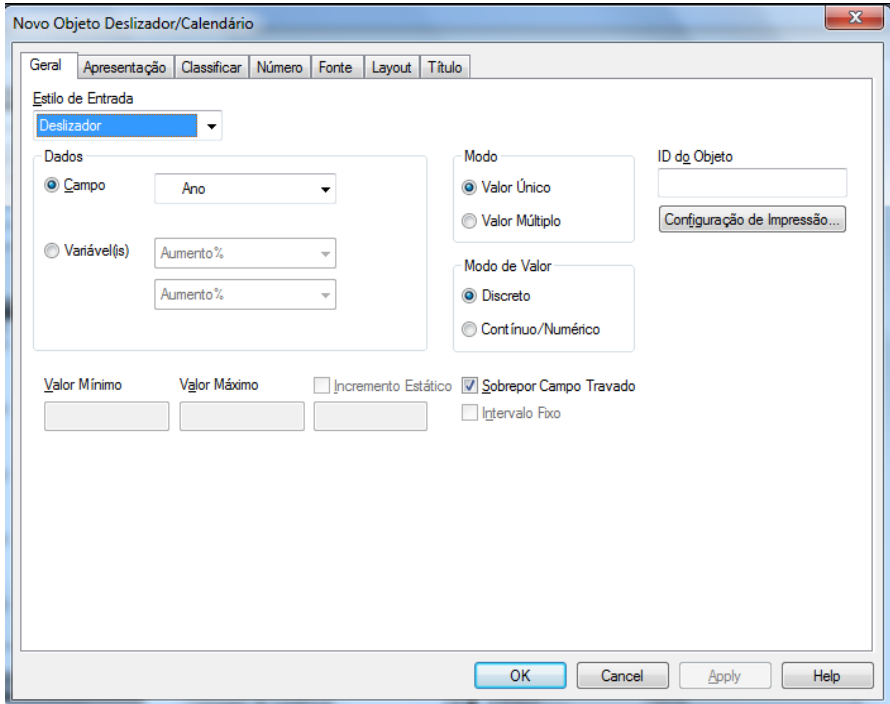 Novo Objeto Deslizador/Calendário
x
Geral Apresentação Classificar Número Fonte Layout Título
Estilo de Entrada
Deslizador
Dados
Campo Ano
Variável(is) Aumento%
Aumento%
Modo
Valor Único
Valor Múltiplo
Modo de Valor
Discreto
Contínuo/Numérico
ID do Objeto
Configuração de Impressão...
Valor Mínimo Valor Máximo Incremento Estático Sobrepor Campo Travado
Intervalo Fixo
OK Cancel Apply Help